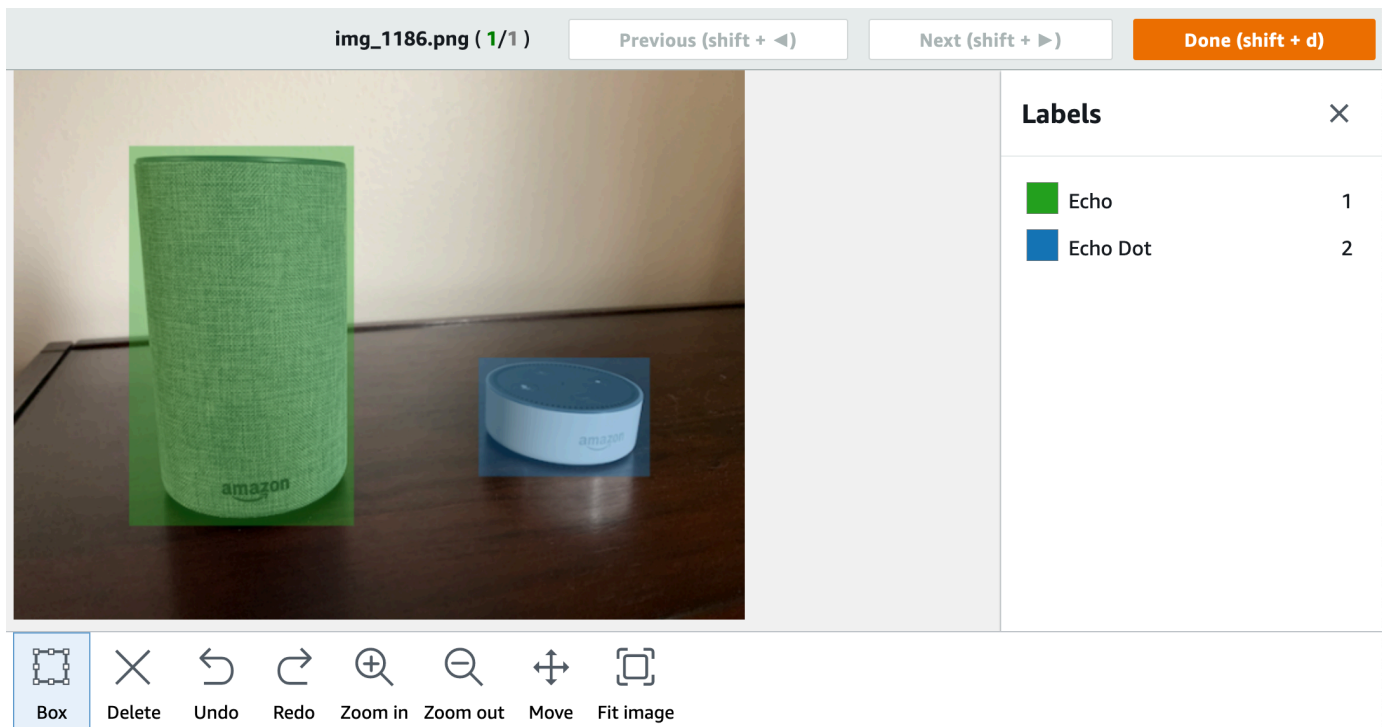 img_1186.png ( 1/1 )
Previous (shift + ◄)
Next (shift + ►)
Done (shift + d)
Labels
Echo 1
Echo Dot 2
amazon
amazon
Box
Delete
Undo
Redo
Zoom in
Zoom out
Move
Fit image